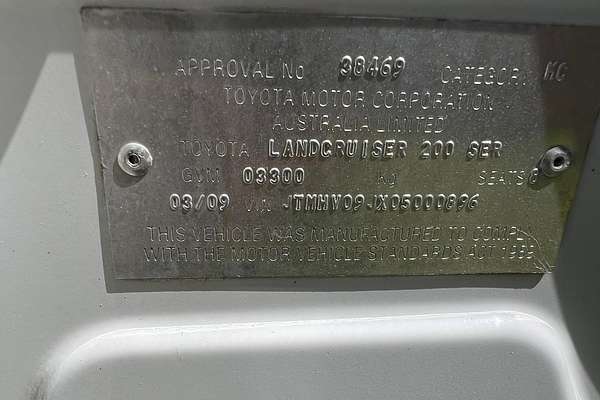 APPROVAL No 38469 CATEGORY MC
TOYOTA MOTOR CORPORATION
AUSTRALIA LIMITED
TOYOTA LANDCRUISER 200 SER
GVM 03300 KG SEATS 8
03/09 VIN JTMHV09JX05000896
THIS VEHICLE WAS MANUFACTURED TO COMPLY
WITH THE MOTOR VEHICLE STANDARDS ACT 1989